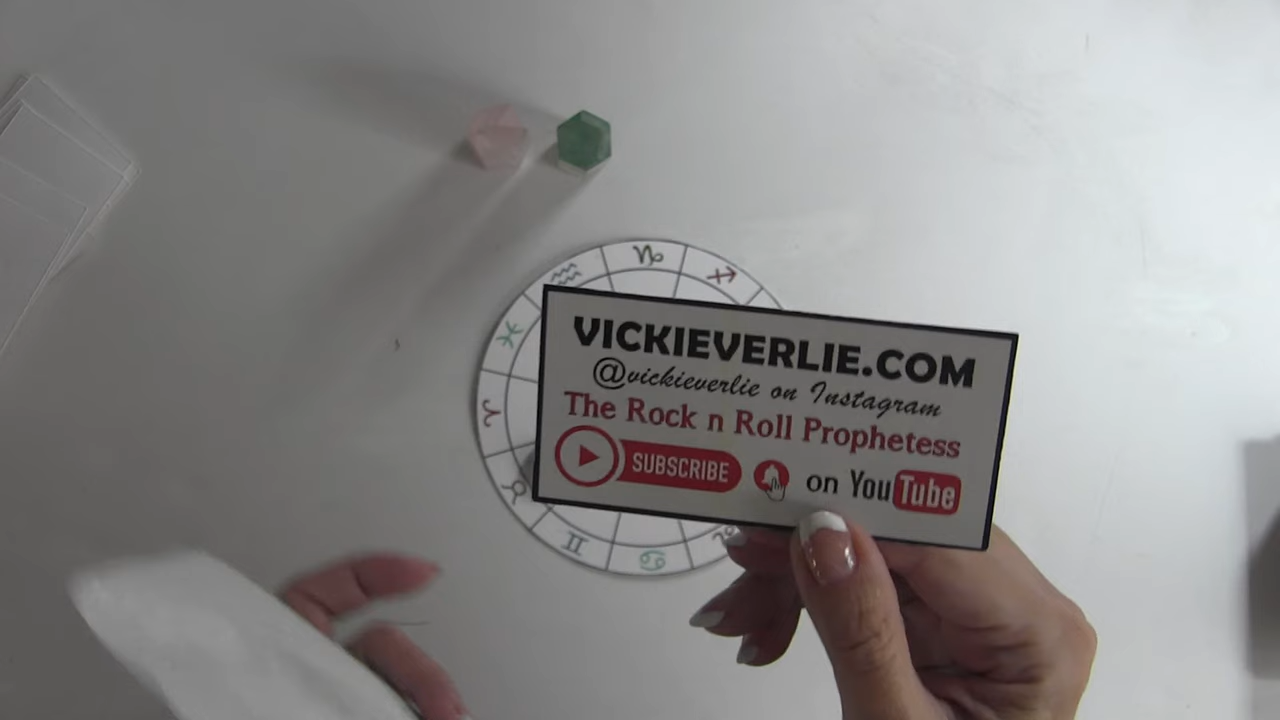 VICKIEVERLIE.COM
@vickieverlie on Instagram
The Rock n Roll Prophetess
SUBSCRIBE on YouTube